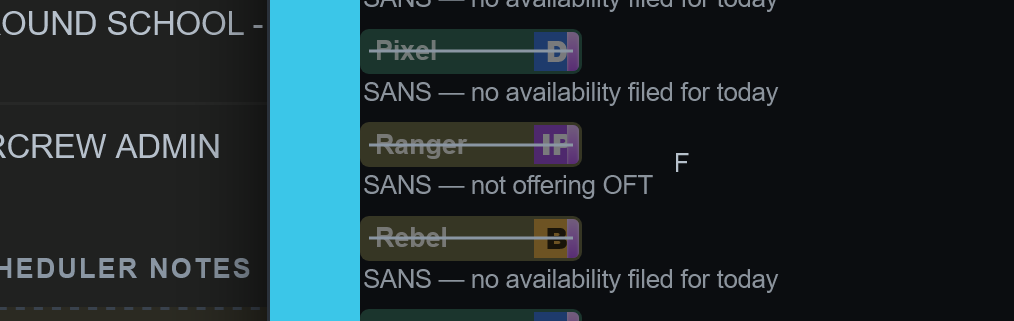 OUND SCHOOL -
RCREW ADMIN
HEDULER NOTES
SANS — no availability filed for today
Pixel D
SANS — no availability filed for today
Ranger IP
F
SANS — not offering OFT
Rebel B
SANS — no availability filed for today